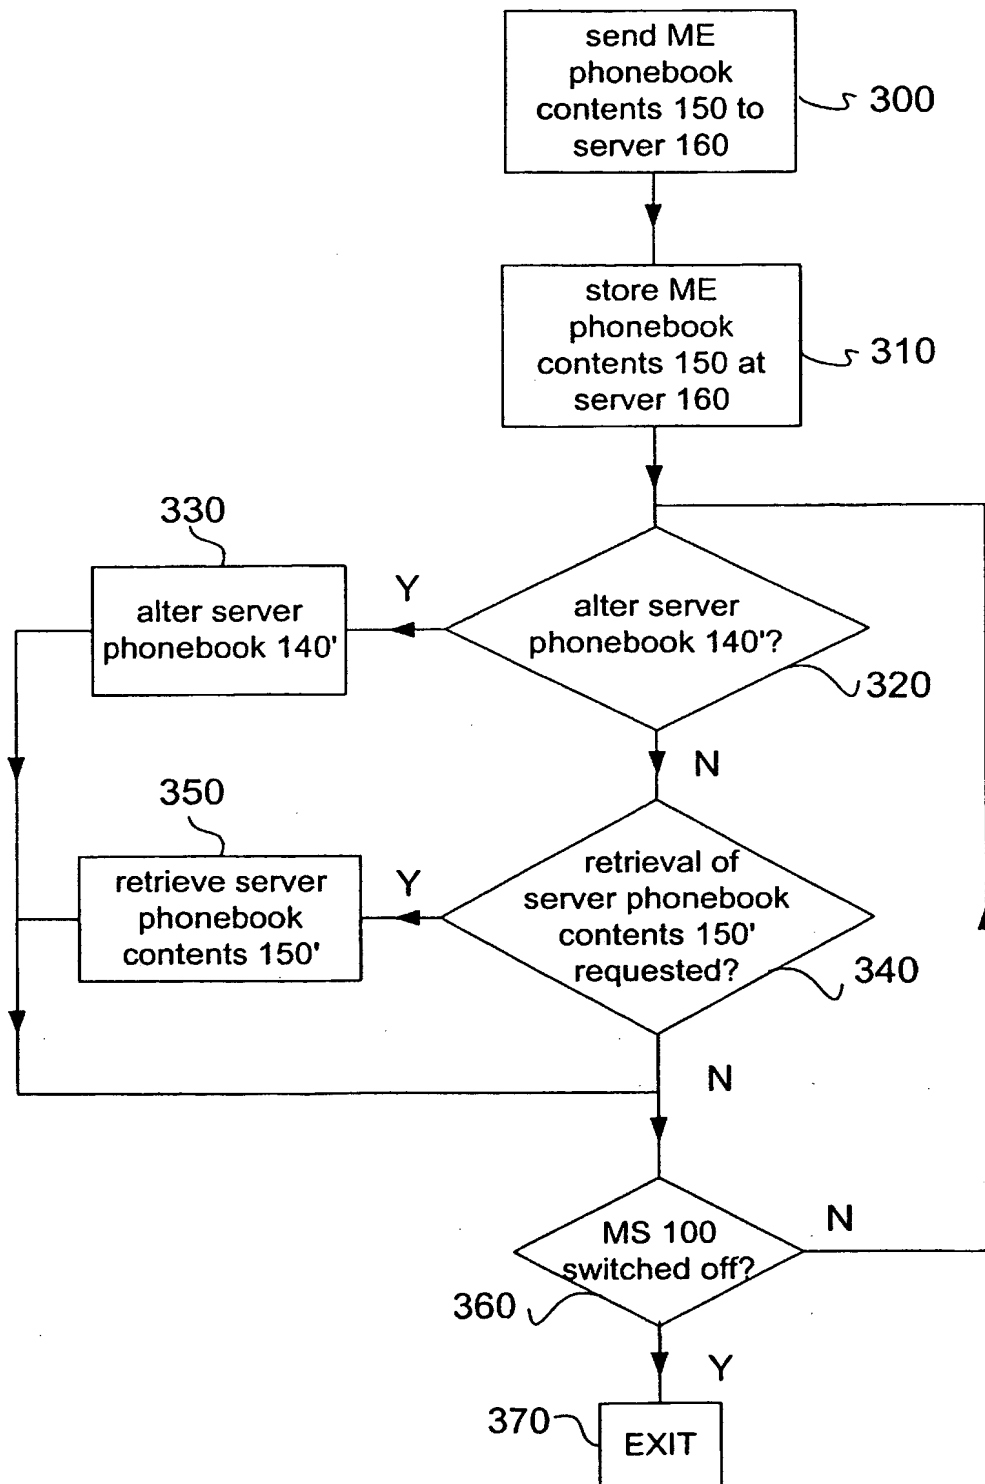 send ME
phonebook
contents 150 to
server 160
300
store ME
phonebook
contents 150 at
server 160
310
330
alter server
phonebook 140'
Y
alter server
phonebook 140'?
320
N
350
retrieve server
phonebook
contents 150'
Y
retrieval of
server phonebook
contents 150'
requested?
340
N
MS 100
switched off?
N
360
Y
370
EXIT